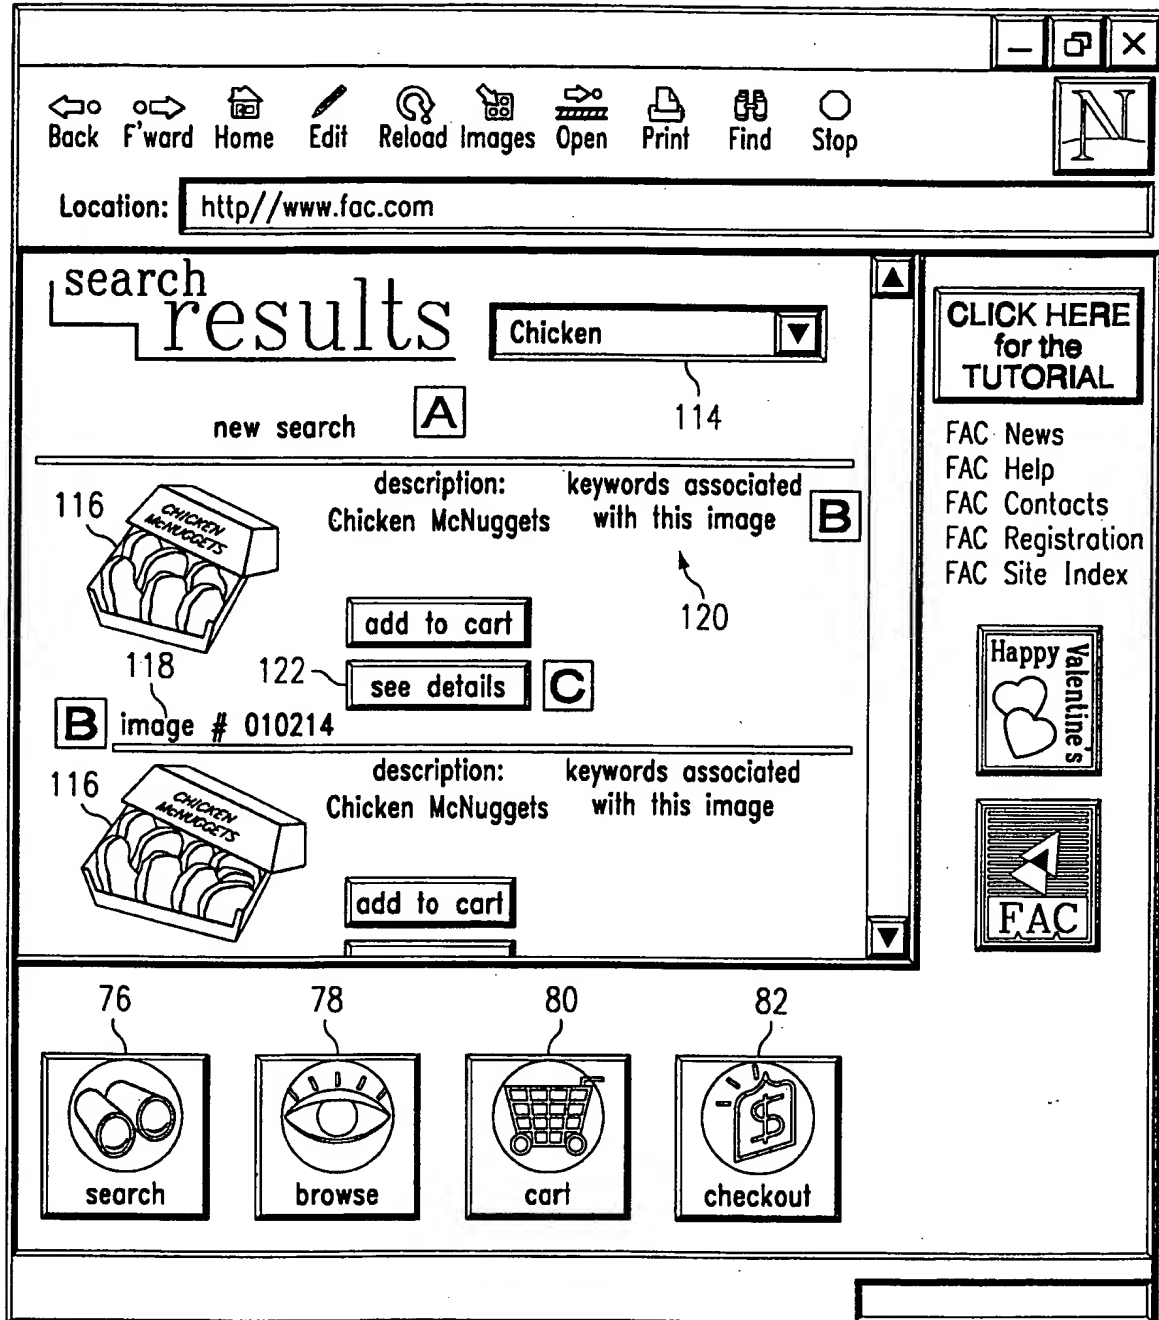 Back F'ward Home Edit Reload Images Open Print Find Stop
N
Location: http//www.fac.com
search
results
Chicken
114
new search
A
CLICK HERE
for the
TUTORIAL
FAC News
FAC Help
FAC Contacts
FAC Registration
FAC Site Index
116
CHICKEN
McNUGGETS
description:
Chicken McNuggets
keywords associated
with this image
B
120
add to cart
118
122
see details
C
B
image # 010214
Happy
Valentine's
116
CHICKEN
McNUGGETS
description:
Chicken McNuggets
keywords associated
with this image
add to cart
FAC
76
78
80
82
$
search
browse
cart
checkout